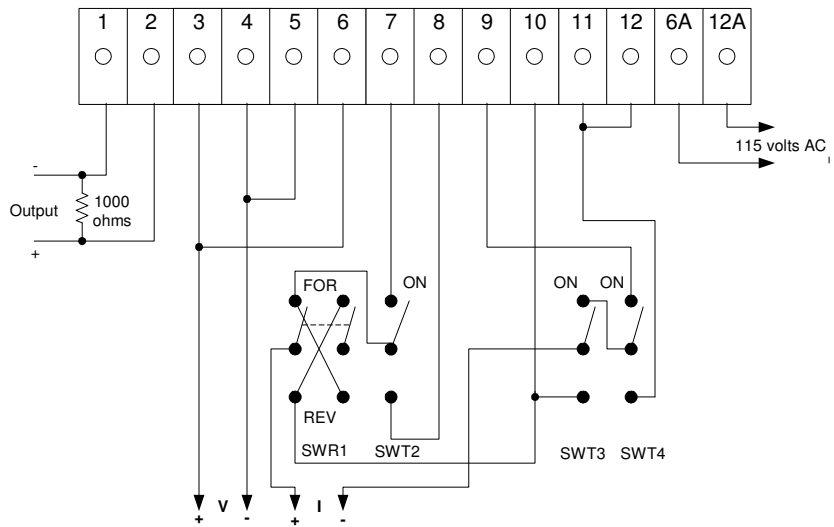 1 2 3 4 5 6 7 8 9 10 11 12 6A 12A
115 volts AC
-
Output
1000
ohms
+
FOR
ON
ON
ON
REV
SWR1
SWT2
SWT3
SWT4
V
I
+
-
+
-